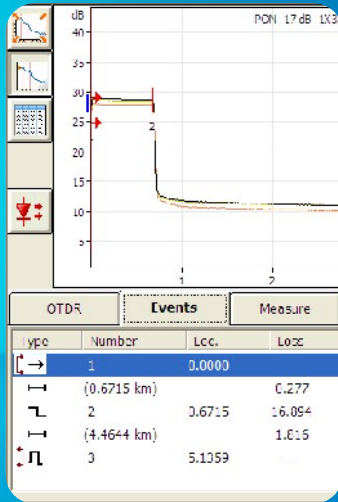 dB
PON 17 dB 1X3
40
35
30
25
2
20
15
10
5
1 2
OTDR Events Measure
Type Number Loc. Loss
1 0.0000
(0.6715 km) 0.277
2 0.6715 16.894
(4.4644 km) 1.816
3 5.1359